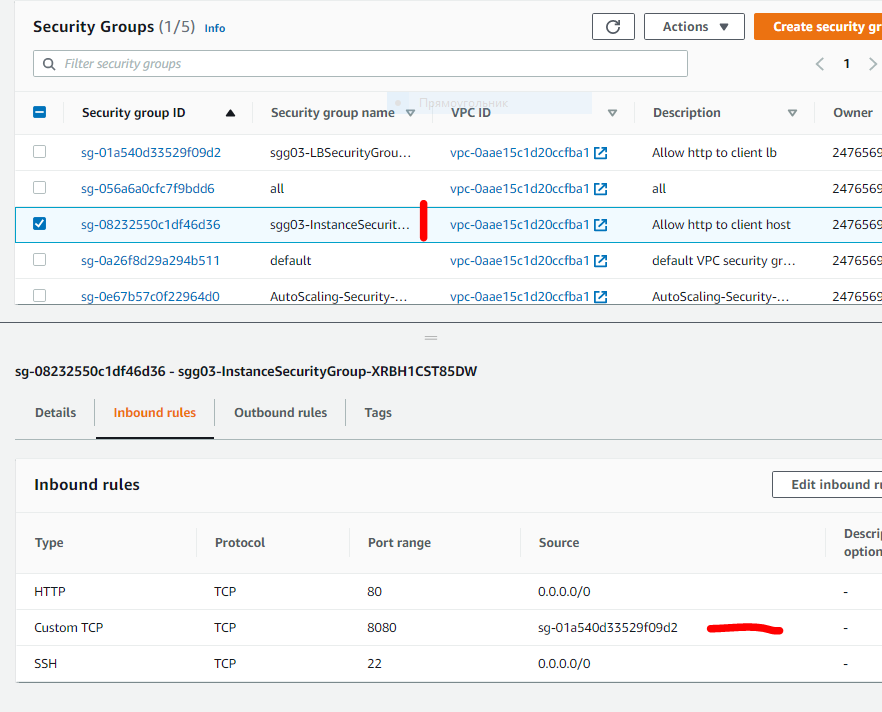 Security Groups (1/5) Info Actions Create security gr
Filter security groups 1
Прямоугольник
Security group ID Security group name VPC ID Description Owner
sg-01a540d33529f09d2 sgg03-LBSecurityGrou... vpc-0aae15c1d20ccfba1 Allow http to client lb 2476569
sg-056a6a0cfc7f9bdd6 all vpc-0aae15c1d20ccfba1 all 2476569
sg-08232550c1df46d36 sgg03-InstanceSecurit... vpc-0aae15c1d20ccfba1 Allow http to client host 2476569
sg-0a26f8d29a294b511 default vpc-0aae15c1d20ccfba1 default VPC security gr... 2476569
sg-0e67b57c0f22964d0 AutoScaling-Security-... vpc-0aae15c1d20ccfba1 AutoScaling-Security-... 2476569
sg-08232550c1df46d36 - sgg03-InstanceSecurityGroup-XRBH1CST85DW
Details Inbound rules Outbound rules Tags
Inbound rules Edit inbound ru
Type Protocol Port range Source Descrip
option
HTTP TCP 80 0.0.0.0/0 -
Custom TCP TCP 8080 sg-01a540d33529f09d2 -
SSH TCP 22 0.0.0.0/0 -